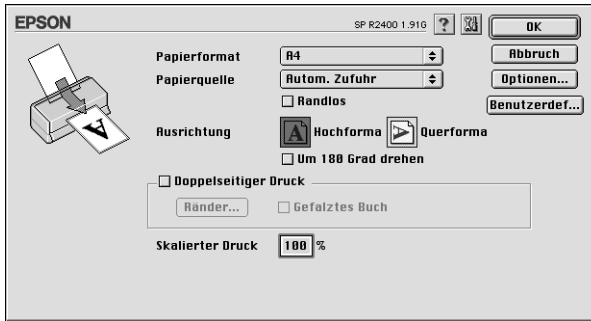 EPSON
SP R2400 1.91G
?
OK
Papierformat
A4
Abbruch
Papierquelle
Autom. Zufuhr
Optionen...
Randlos
Benutzerdef...
Ausrichtung
A
Hochforma
A
Querforma
Um 180 Grad drehen
Doppelseitiger Druck
Ränder...
Gefalztes Buch
Skalierter Druck
100
%
A